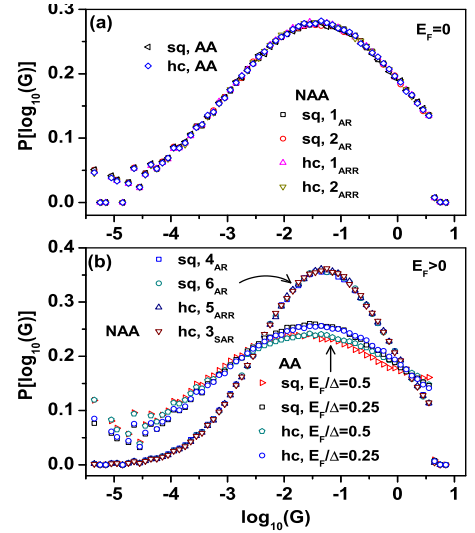 0.3
(a)
E_F=0
sq, AA
hc, AA
0.2
NAA
P[log₁₀(G)]
sq, 1_AR
0.1
sq, 2_AR
hc, 1_ARR
hc, 2_ARR
0.0
-5 -4 -3 -2 -1 0 1
0.4
(b)
E_F>0
sq, 4_AR
sq, 6_AR
0.3
NAA
hc, 5_ARR
hc, 3_SAR
P[log₁₀(G)]
0.2
AA
sq, E_F/Δ=0.5
0.1
sq, E_F/Δ=0.25
hc, E_F/Δ=0.5
hc, E_F/Δ=0.25
0.0
-5 -4 -3 -2 -1 0 1
log₁₀(G)